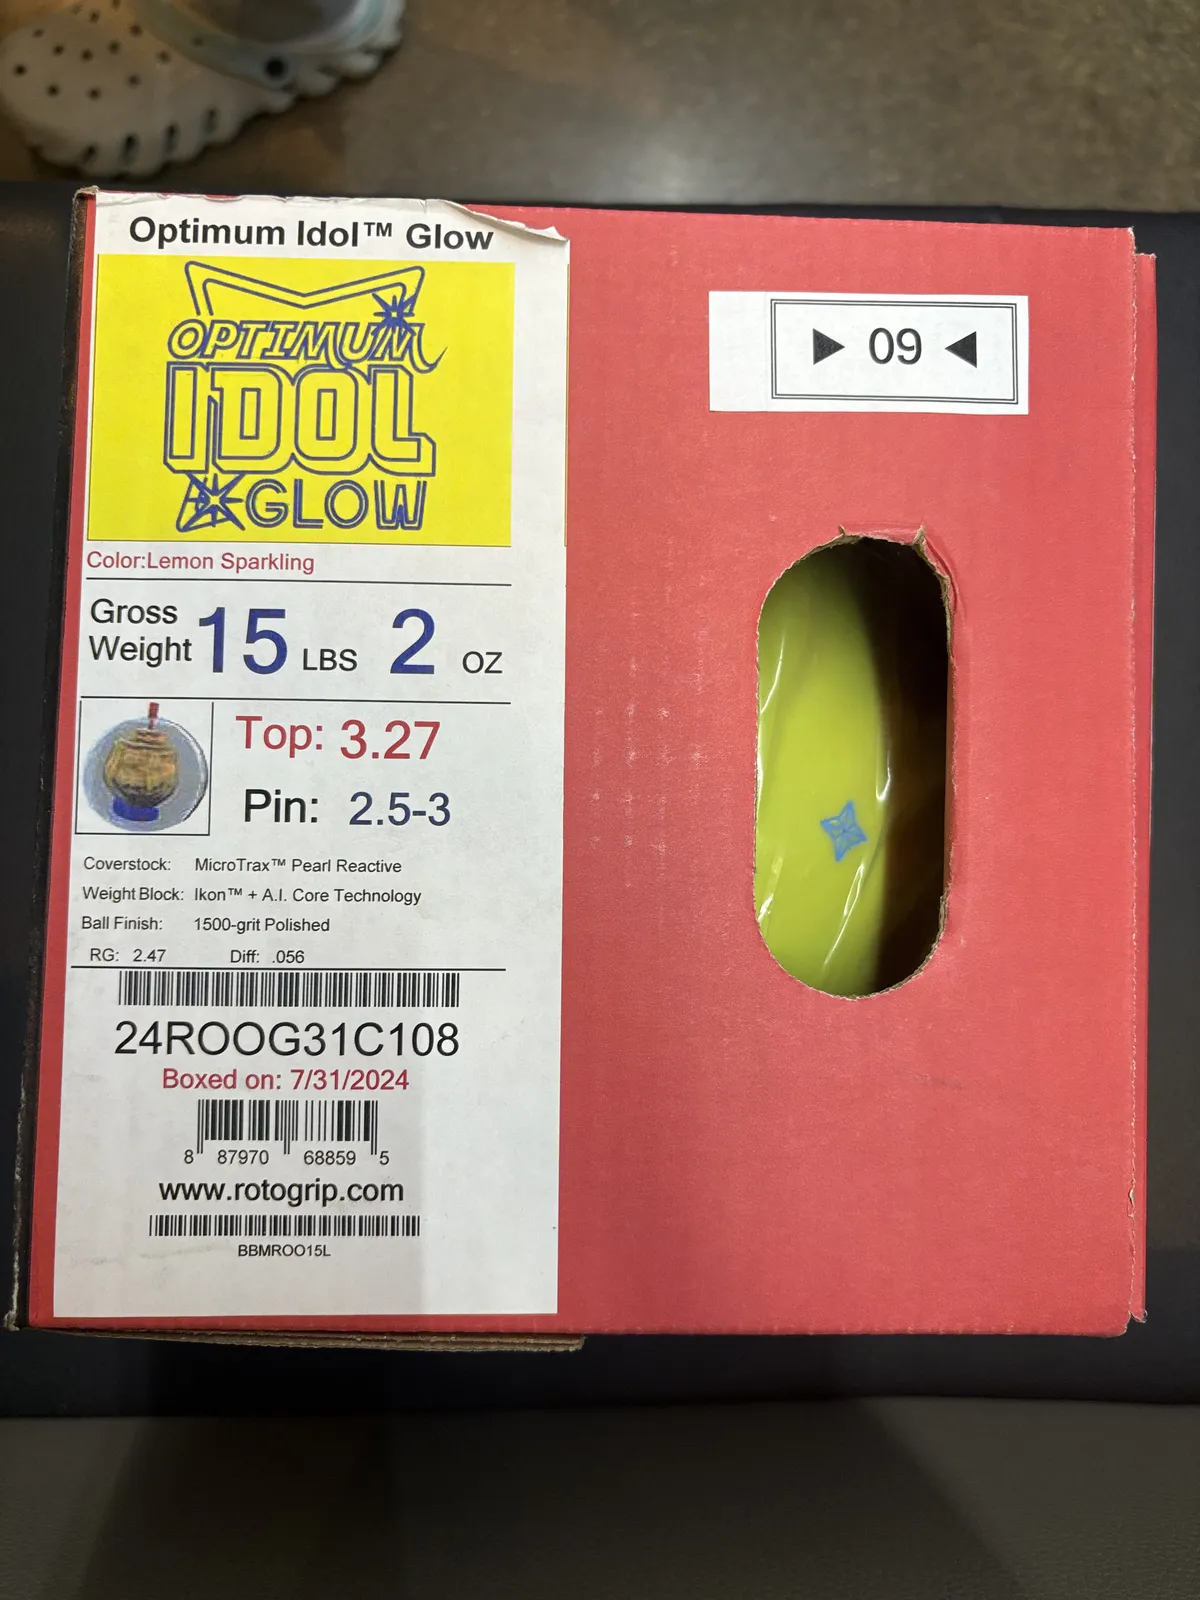 Optimum Idol™ Glow
OPTIMUM
IDOL
GLOW
Color:Lemon Sparkling
Gross Weight 15 LBS 2 OZ
Top: 3.27
Pin: 2.5-3
Coverstock: MicroTrax™ Pearl Reactive
Weight Block: Ikon™ + A.I. Core Technology
Ball Finish: 1500-grit Polished
RG: 2.47 Diff: .056
24ROOG31C108
Boxed on: 7/31/2024
8 87970 68859 5
www.rotogrip.com
BBMROO15L
▶ 09 ◀